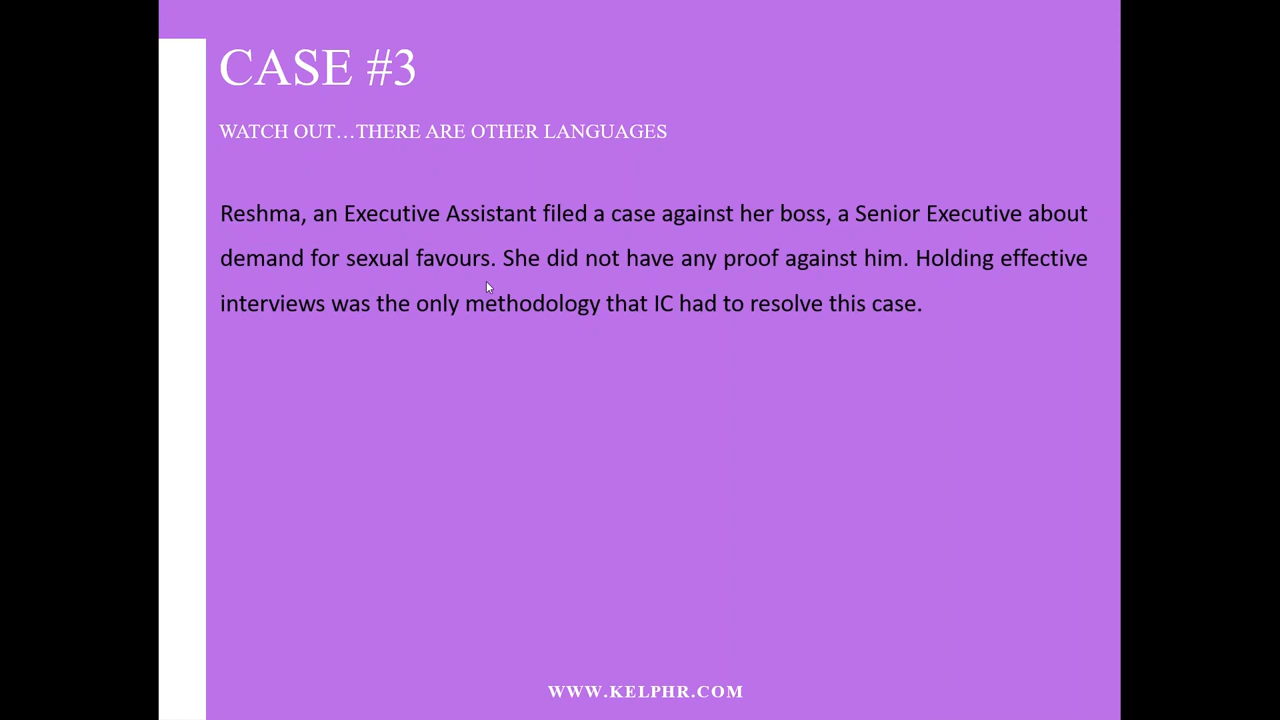 CASE #3
WATCH OUT…THERE ARE OTHER LANGUAGES
Reshma, an Executive Assistant filed a case against her boss, a Senior Executive about
demand for sexual favours. She did not have any proof against him. Holding effective
interviews was the only methodology that IC had to resolve this case.
WWW.KELPHR.COM